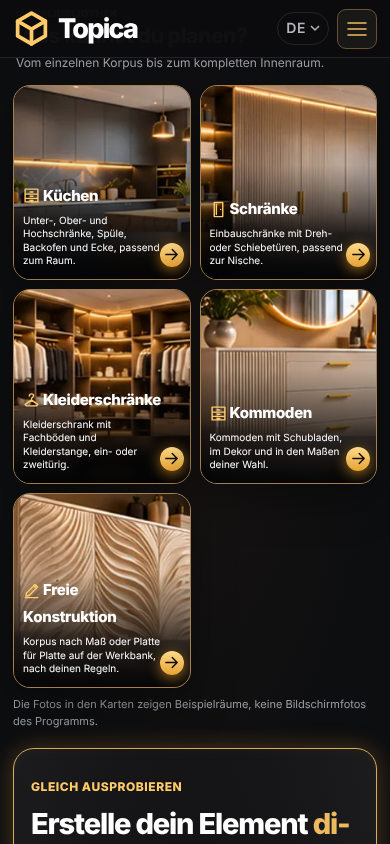 Topica
DE
du planen?
Vom einzelnen Korpus bis zum kompletten Innenraum.
Küchen
Unter-, Ober- und
Hochschränke, Spüle,
Backofen und Ecke, passend
zum Raum.
Schränke
Einbauschränke mit Dreh-
oder Schiebetüren, passend
zur Nische.
Kleiderschränke
Kleiderschrank mit
Fachböden und
Kleiderstange, ein- oder
zweitürig.
Kommoden
Kommoden mit Schubladen,
im Dekor und in den Maßen
deiner Wahl.
Freie
Konstruktion
Korpus nach Maß oder Platte
für Platte auf der Werkbank,
nach deinen Regeln.
Die Fotos in den Karten zeigen Beispielräume, keine Bildschirmfotos
des Programms.
GLEICH AUSPROBIEREN
Erstelle dein Element di-